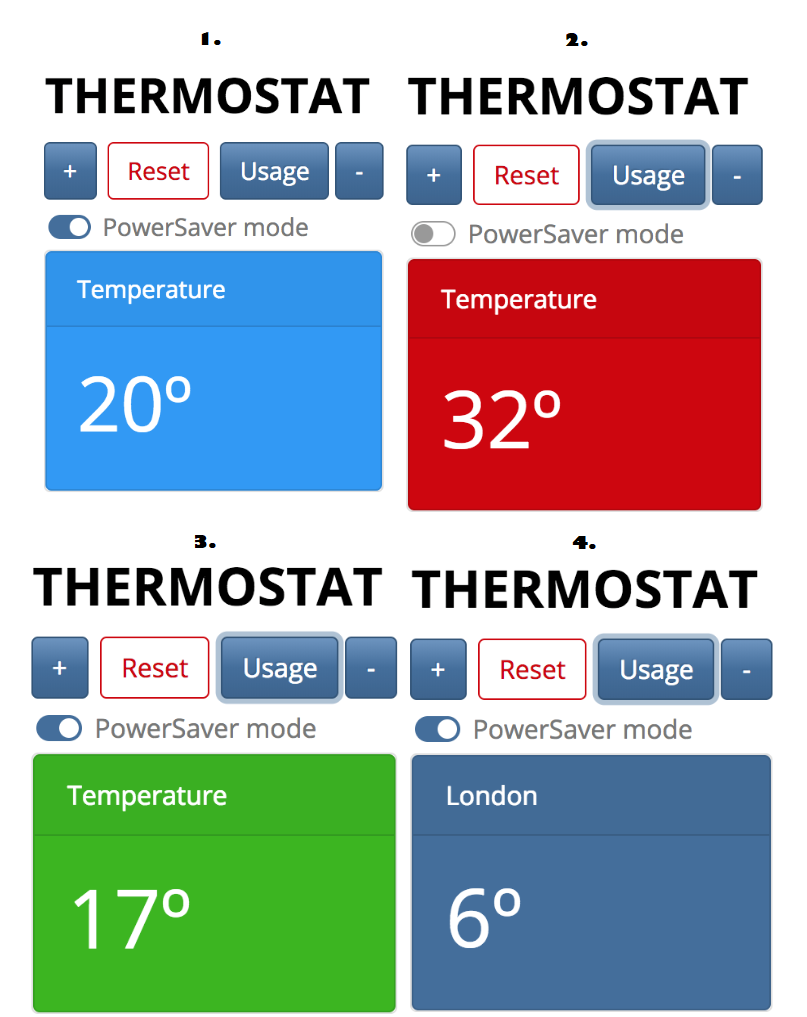 1.
THERMOSTAT
+ Reset Usage -
PowerSaver mode
Temperature
20º
2.
THERMOSTAT
+ Reset Usage -
PowerSaver mode
Temperature
32º
3.
THERMOSTAT
+ Reset Usage -
PowerSaver mode
Temperature
17º
4.
THERMOSTAT
+ Reset Usage -
PowerSaver mode
London
6º